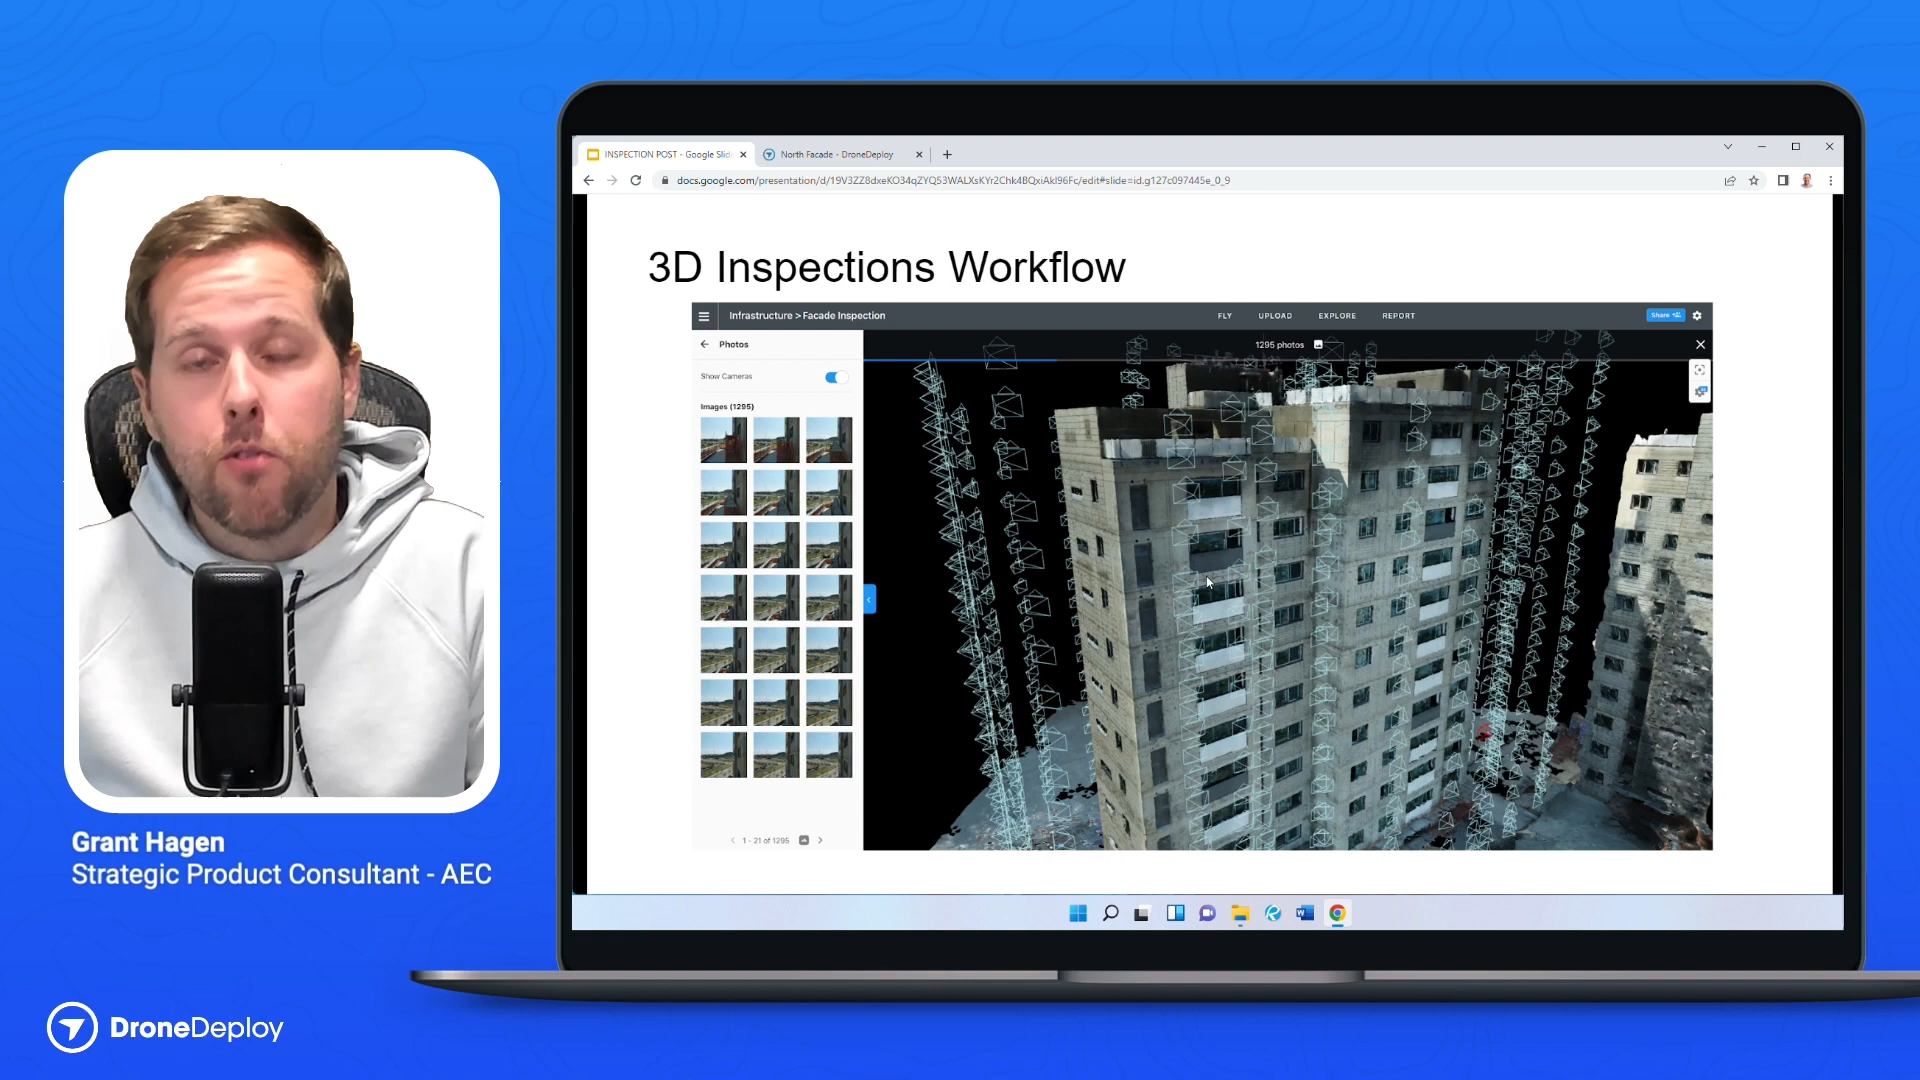 INSPECTION POST - Google Slid
North Facade - DroneDeploy
docs.google.com/presentation/d/19V3ZZ8dxeKO34qZYQ53WALXsKYr2Chk4BQxiAkl96Fc/edit#slide=id.g127c097445e_0_9
3D Inspections Workflow
Infrastructure > Facade Inspection
FLY
UPLOAD
EXPLORE
REPORT
Share
Photos
1295 photos
Show Cameras
Images (1295)
1 - 21 of 1295
Grant Hagen
Strategic Product Consultant - AEC
DroneDeploy